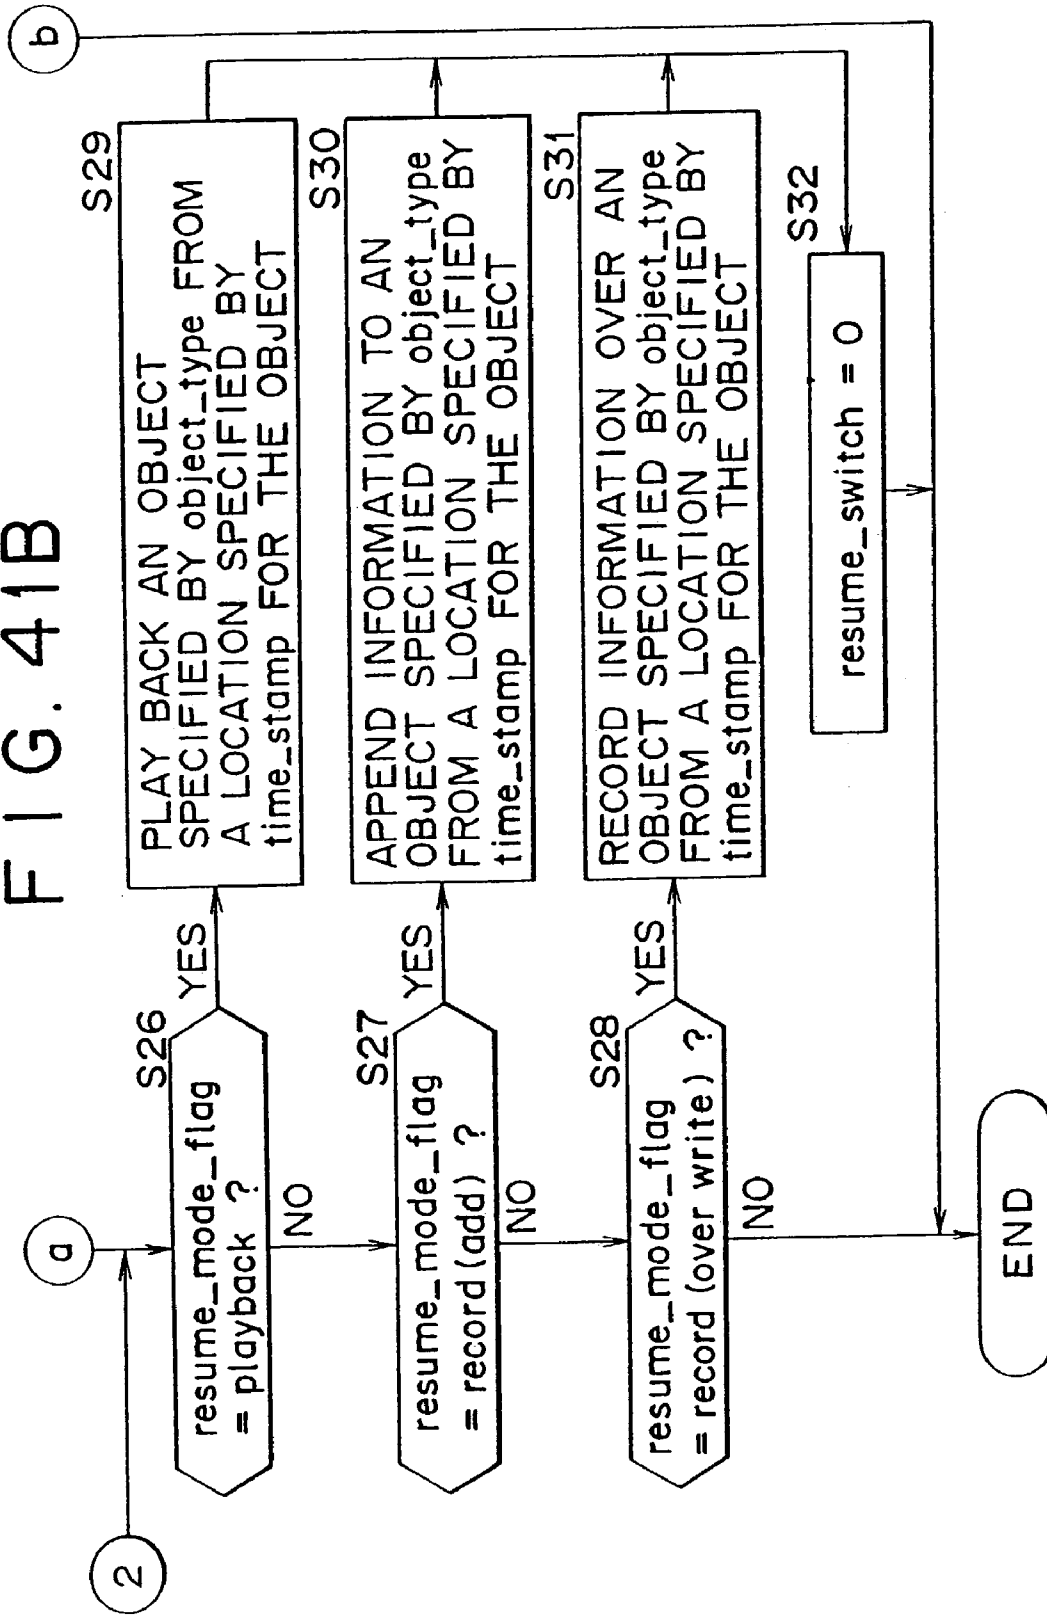 FIG. 41B
a
b
2
S26
resume_mode_flag
= playback ?
YES
NO
S29
PLAY BACK AN OBJECT
SPECIFIED BY object_type FROM
A LOCATION SPECIFIED BY
time_stamp FOR THE OBJECT
S27
resume_mode_flag
= record (add) ?
YES
NO
S30
APPEND INFORMATION TO AN
OBJECT SPECIFIED BY object_type
FROM A LOCATION SPECIFIED BY
time_stamp FOR THE OBJECT
S28
resume_mode_flag
= record (over write) ?
YES
NO
S31
RECORD INFORMATION OVER AN
OBJECT SPECIFIED BY object_type
FROM A LOCATION SPECIFIED BY
time_stamp FOR THE OBJECT
S32
resume_switch = 0
END